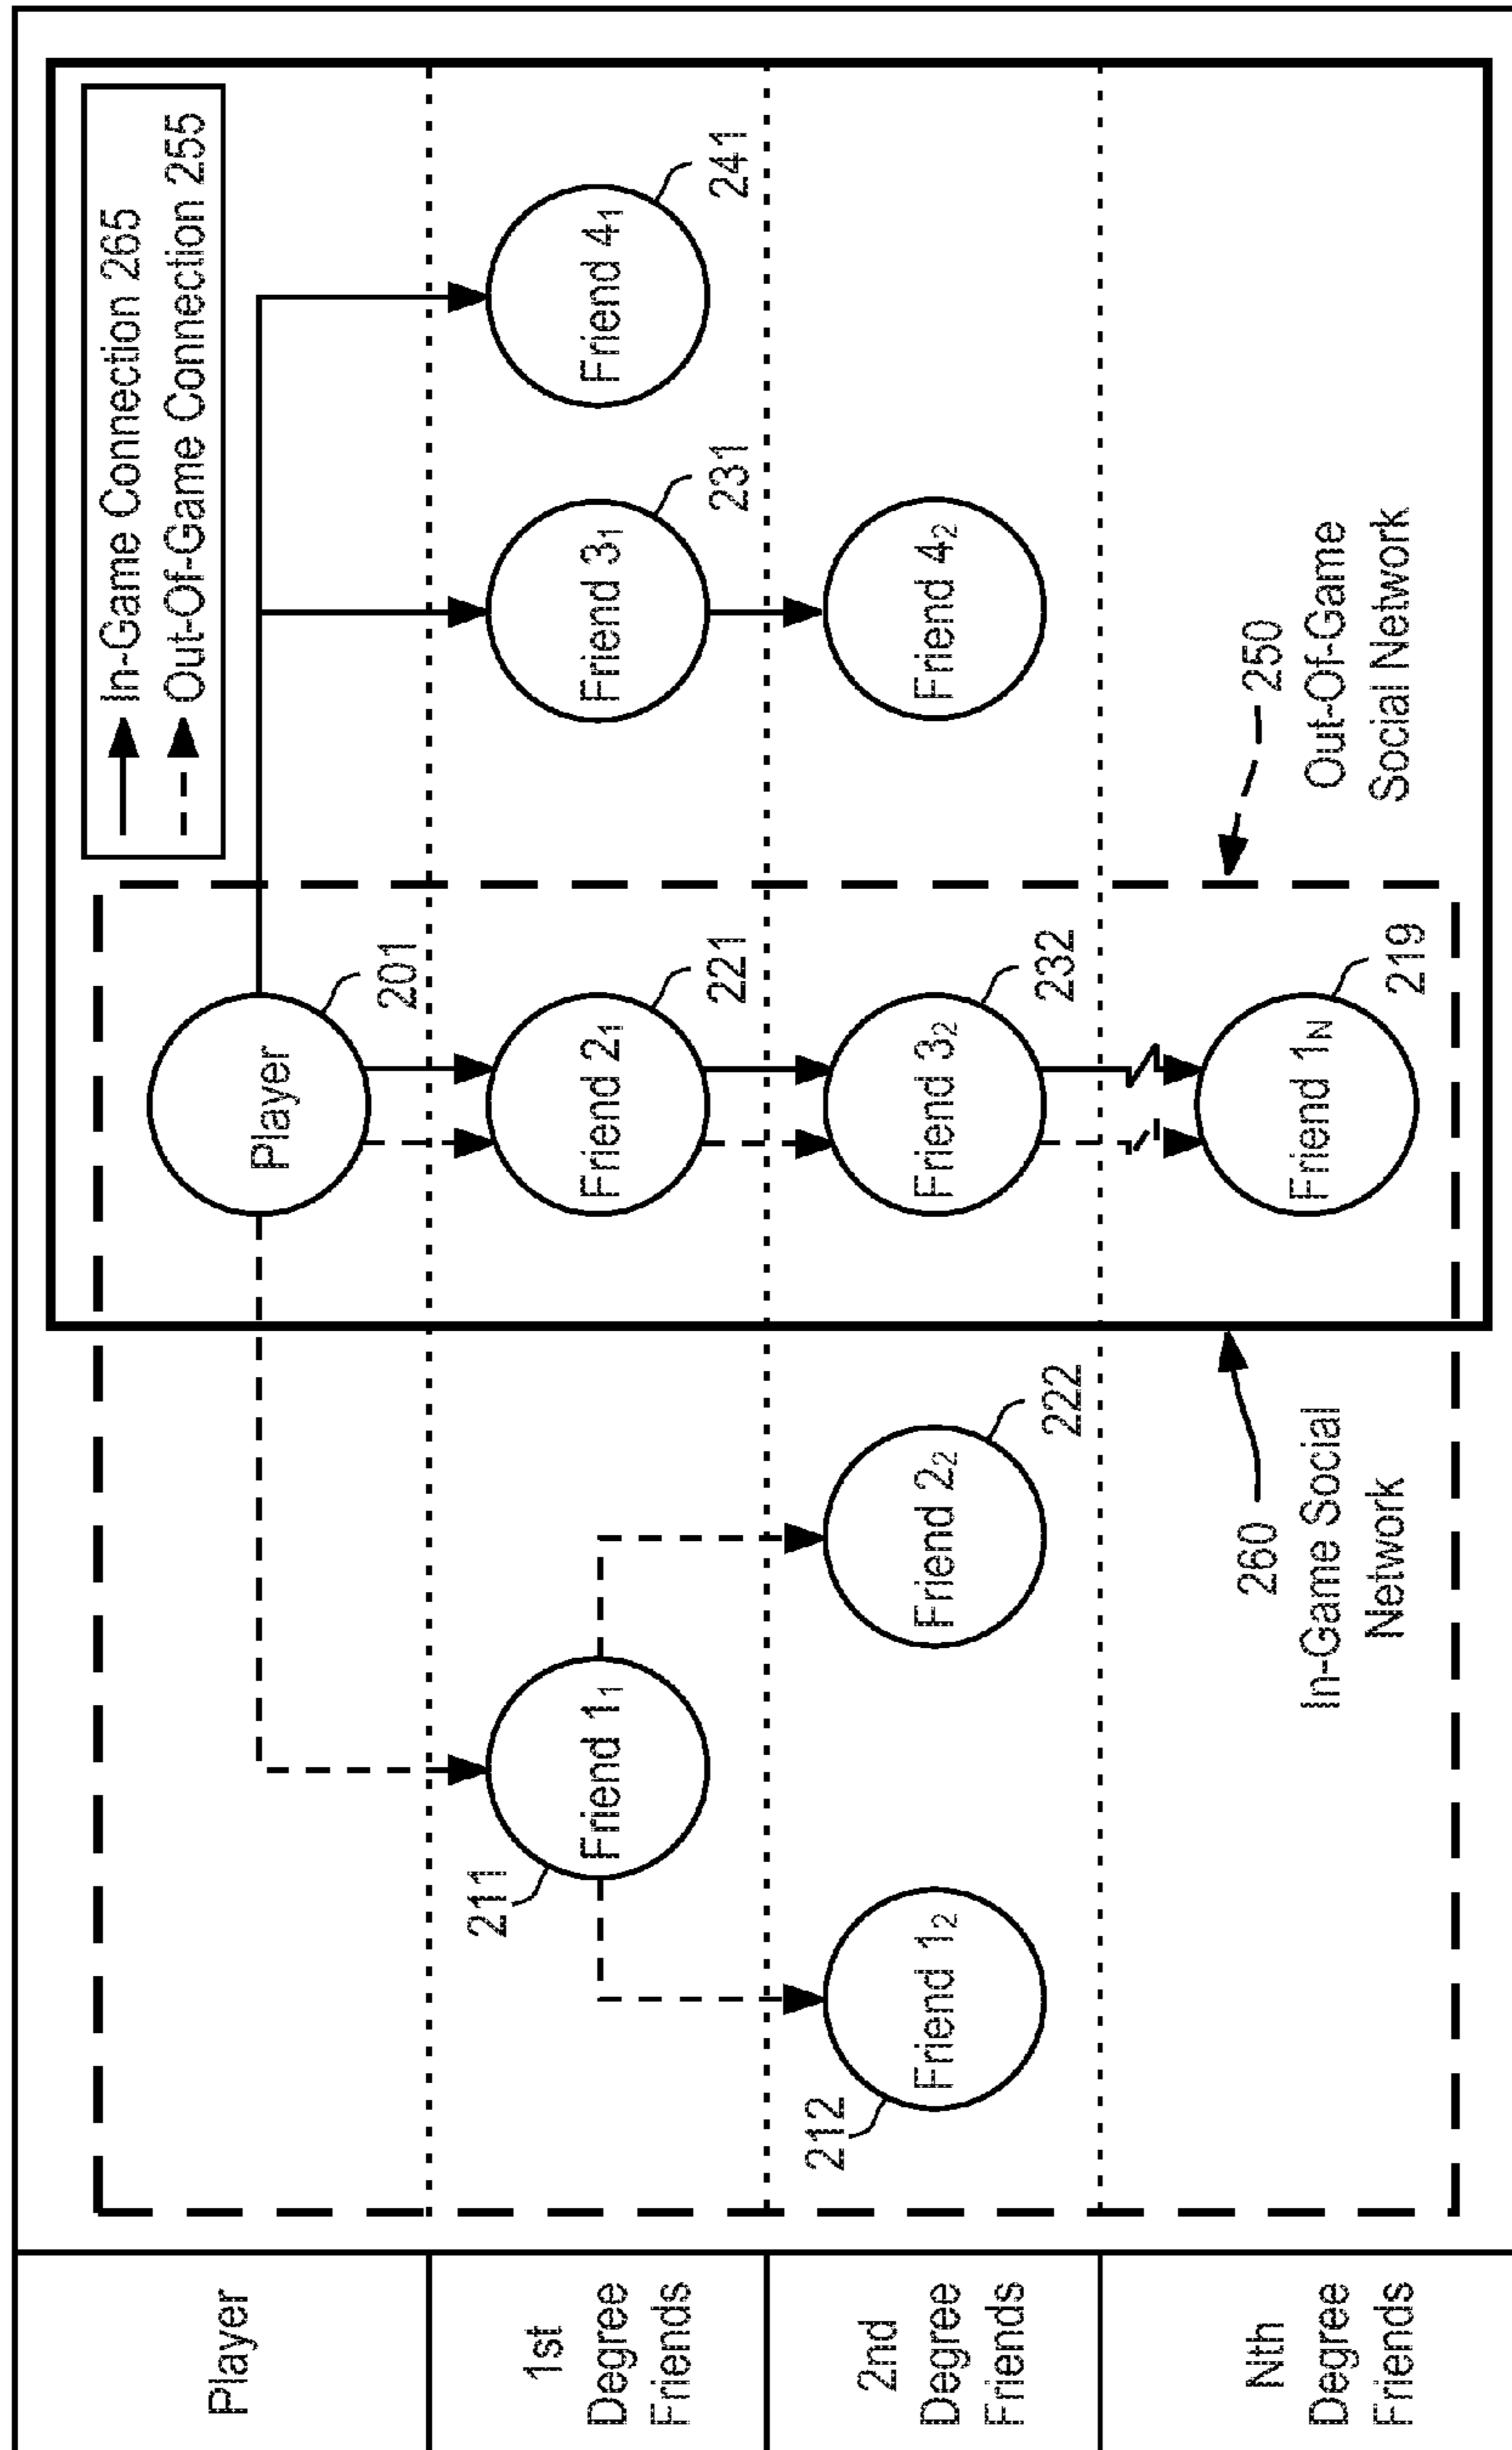 Player
1st
Degree
Friends
2nd
Degree
Friends
Nth
Degree
Friends
In-Game Connection 265
Out-Of-Game Connection 255
Player
201
211
Friend 1₁
Friend 2₁
221
Friend 3₁
231
Friend 4₁
241
212
Friend 1₂
Friend 2₂
222
Friend 3₂
232
Friend 4₂
260
In-Game Social
Network
Friend 1N
219
250
Out-Of-Game
Social Network